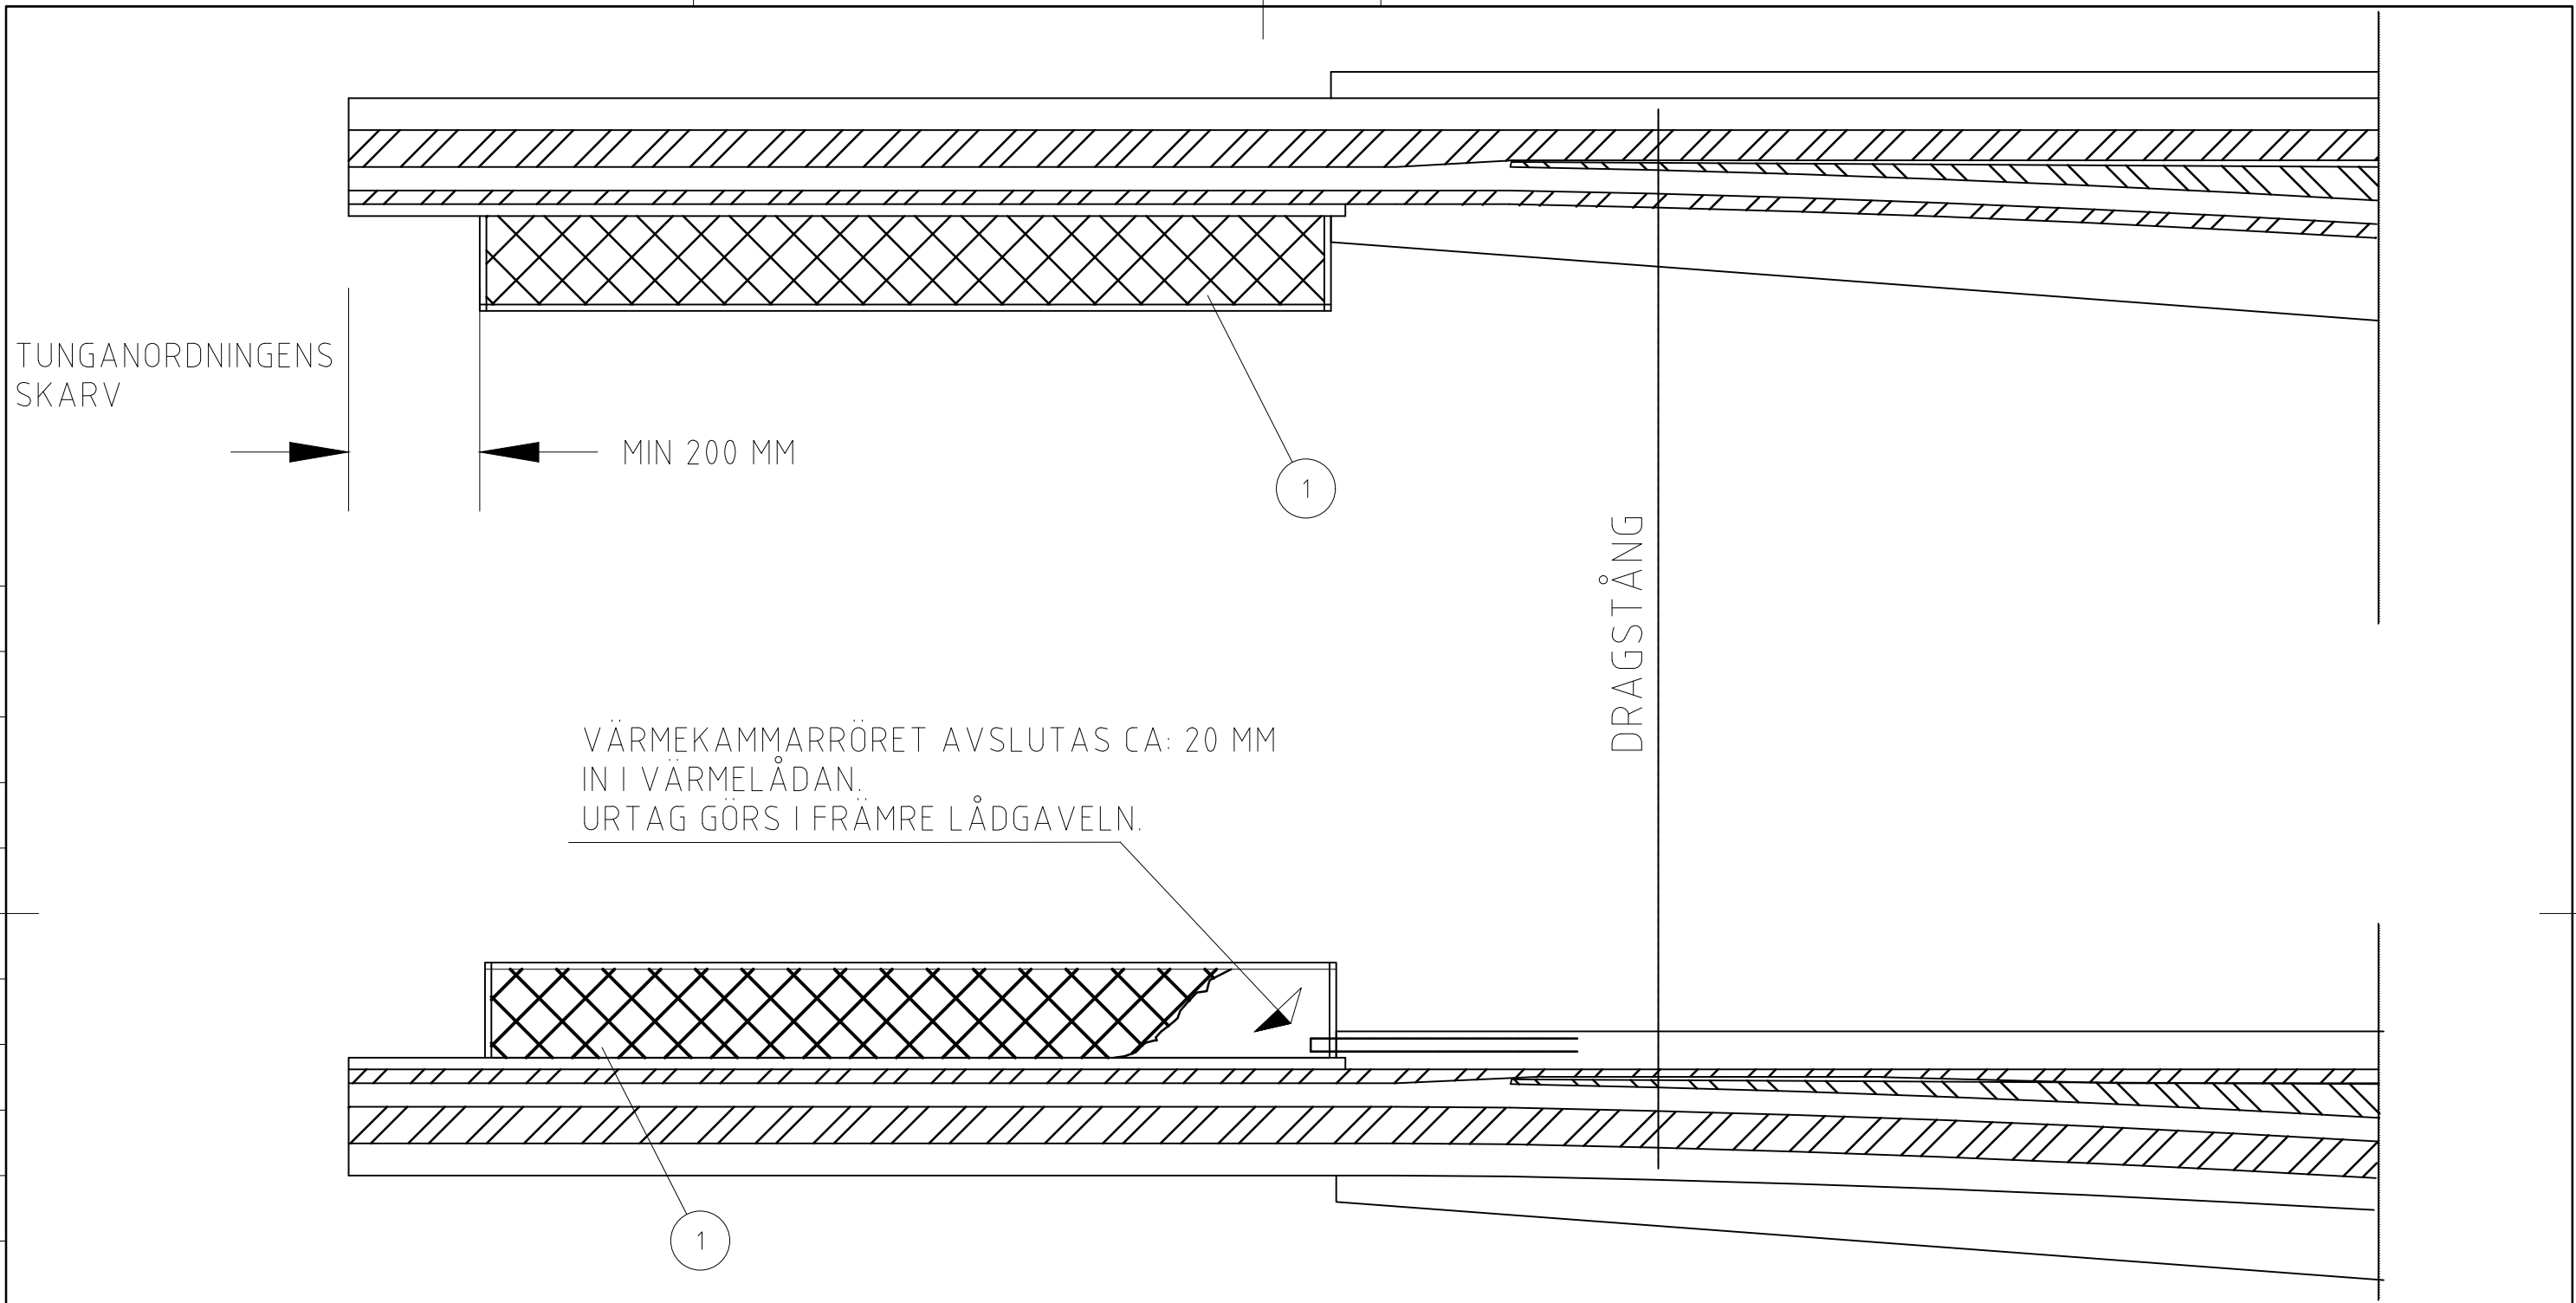 TUNGANORDNINGENS
SKARV
MIN 200 MM
1
DRAGSTÅNG
VÄRMEKAMMARRÖRET AVSLUTAS CA: 20 MM
IN I VÄRMELÅDAN.
URTAG GÖRS I FRÄMRE LÅDGAVELN.
1